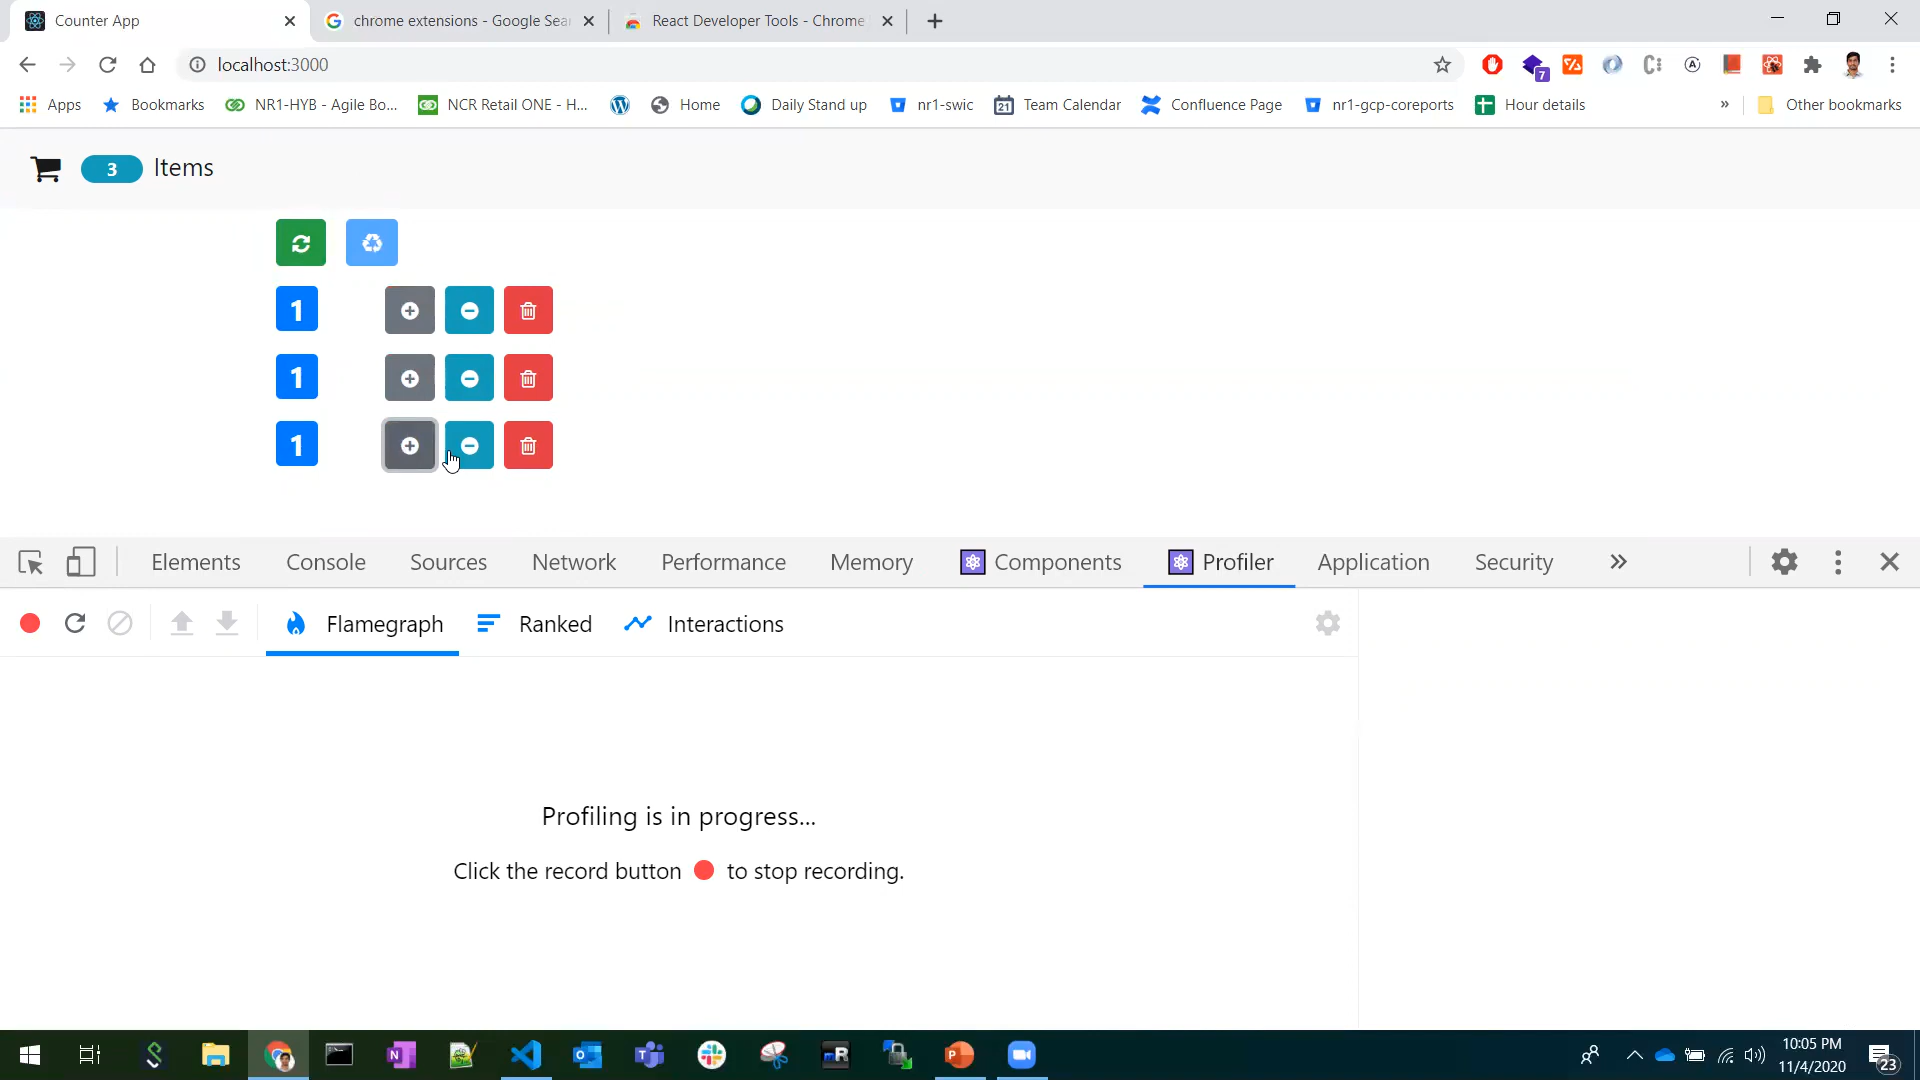 Counter App
chrome extensions - Google Sea
React Developer Tools - Chrome
localhost:3000
7
Apps
Bookmarks
NR1-HYB - Agile Bo...
NCR Retail ONE - H...
Home
Daily Stand up
nr1-swic
21
Team Calendar
Confluence Page
nr1-gcp-coreports
Hour details
»
Other bookmarks
3 Items
1
1
1
Elements
Console
Sources
Network
Performance
Memory
Components
Profiler
Application
Security
Flamegraph
Ranked
Interactions
Profiling is in progress...
Click the record button to stop recording.
10:05 PM
11/4/2020
23